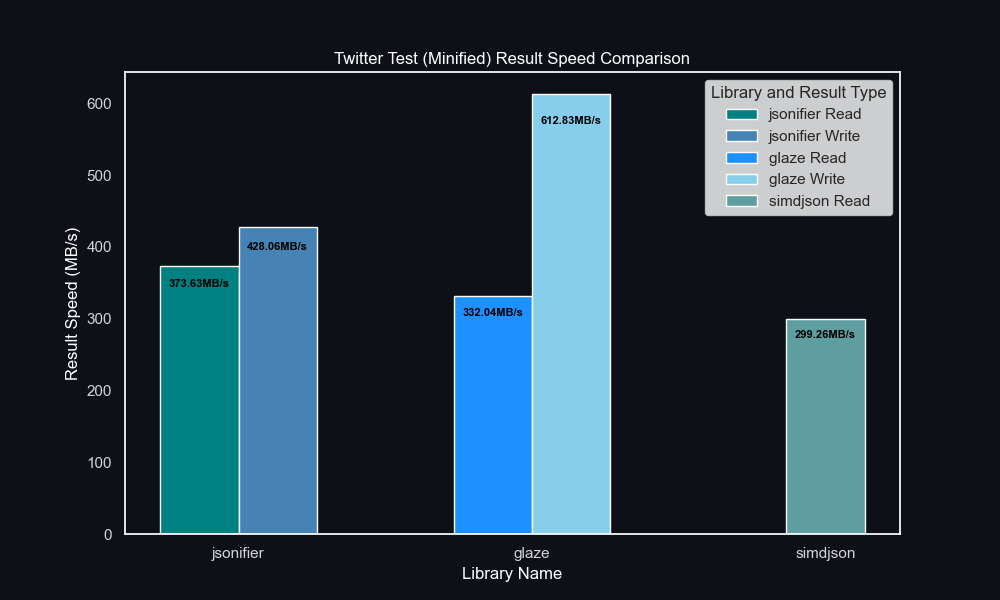 Twitter Test (Minified) Result Speed Comparison
Library and Result Type
jsonifier Read
jsonifier Write
glaze Read
glaze Write
simdjson Read
Result Speed (MB/s)
600
500
400
300
200
100
0
373.63MB/s
428.06MB/s
332.04MB/s
612.83MB/s
299.26MB/s
jsonifier
glaze
simdjson
Library Name